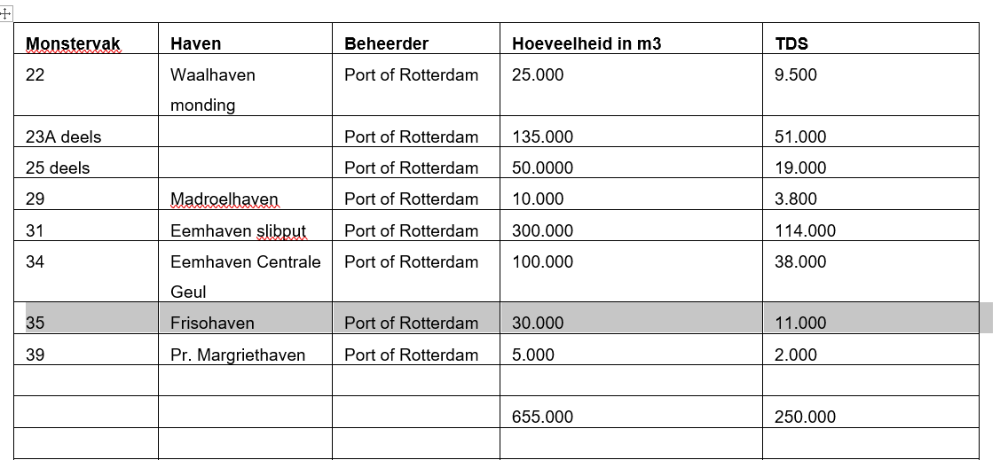 Monstervak Haven Beheerder Hoeveelheid in m3 TDS
22 Waalhaven Port of Rotterdam 25.000 9.500
monding
23A deels Port of Rotterdam 135.000 51.000
25 deels Port of Rotterdam 50.0000 19.000
29 Madroelhaven Port of Rotterdam 10.000 3.800
31 Eemhaven slibput Port of Rotterdam 300.000 114.000
34 Eemhaven Centrale Port of Rotterdam 100.000 38.000
Geul
35 Frisohaven Port of Rotterdam 30.000 11.000
39 Pr. Margriethaven Port of Rotterdam 5.000 2.000
655.000 250.000